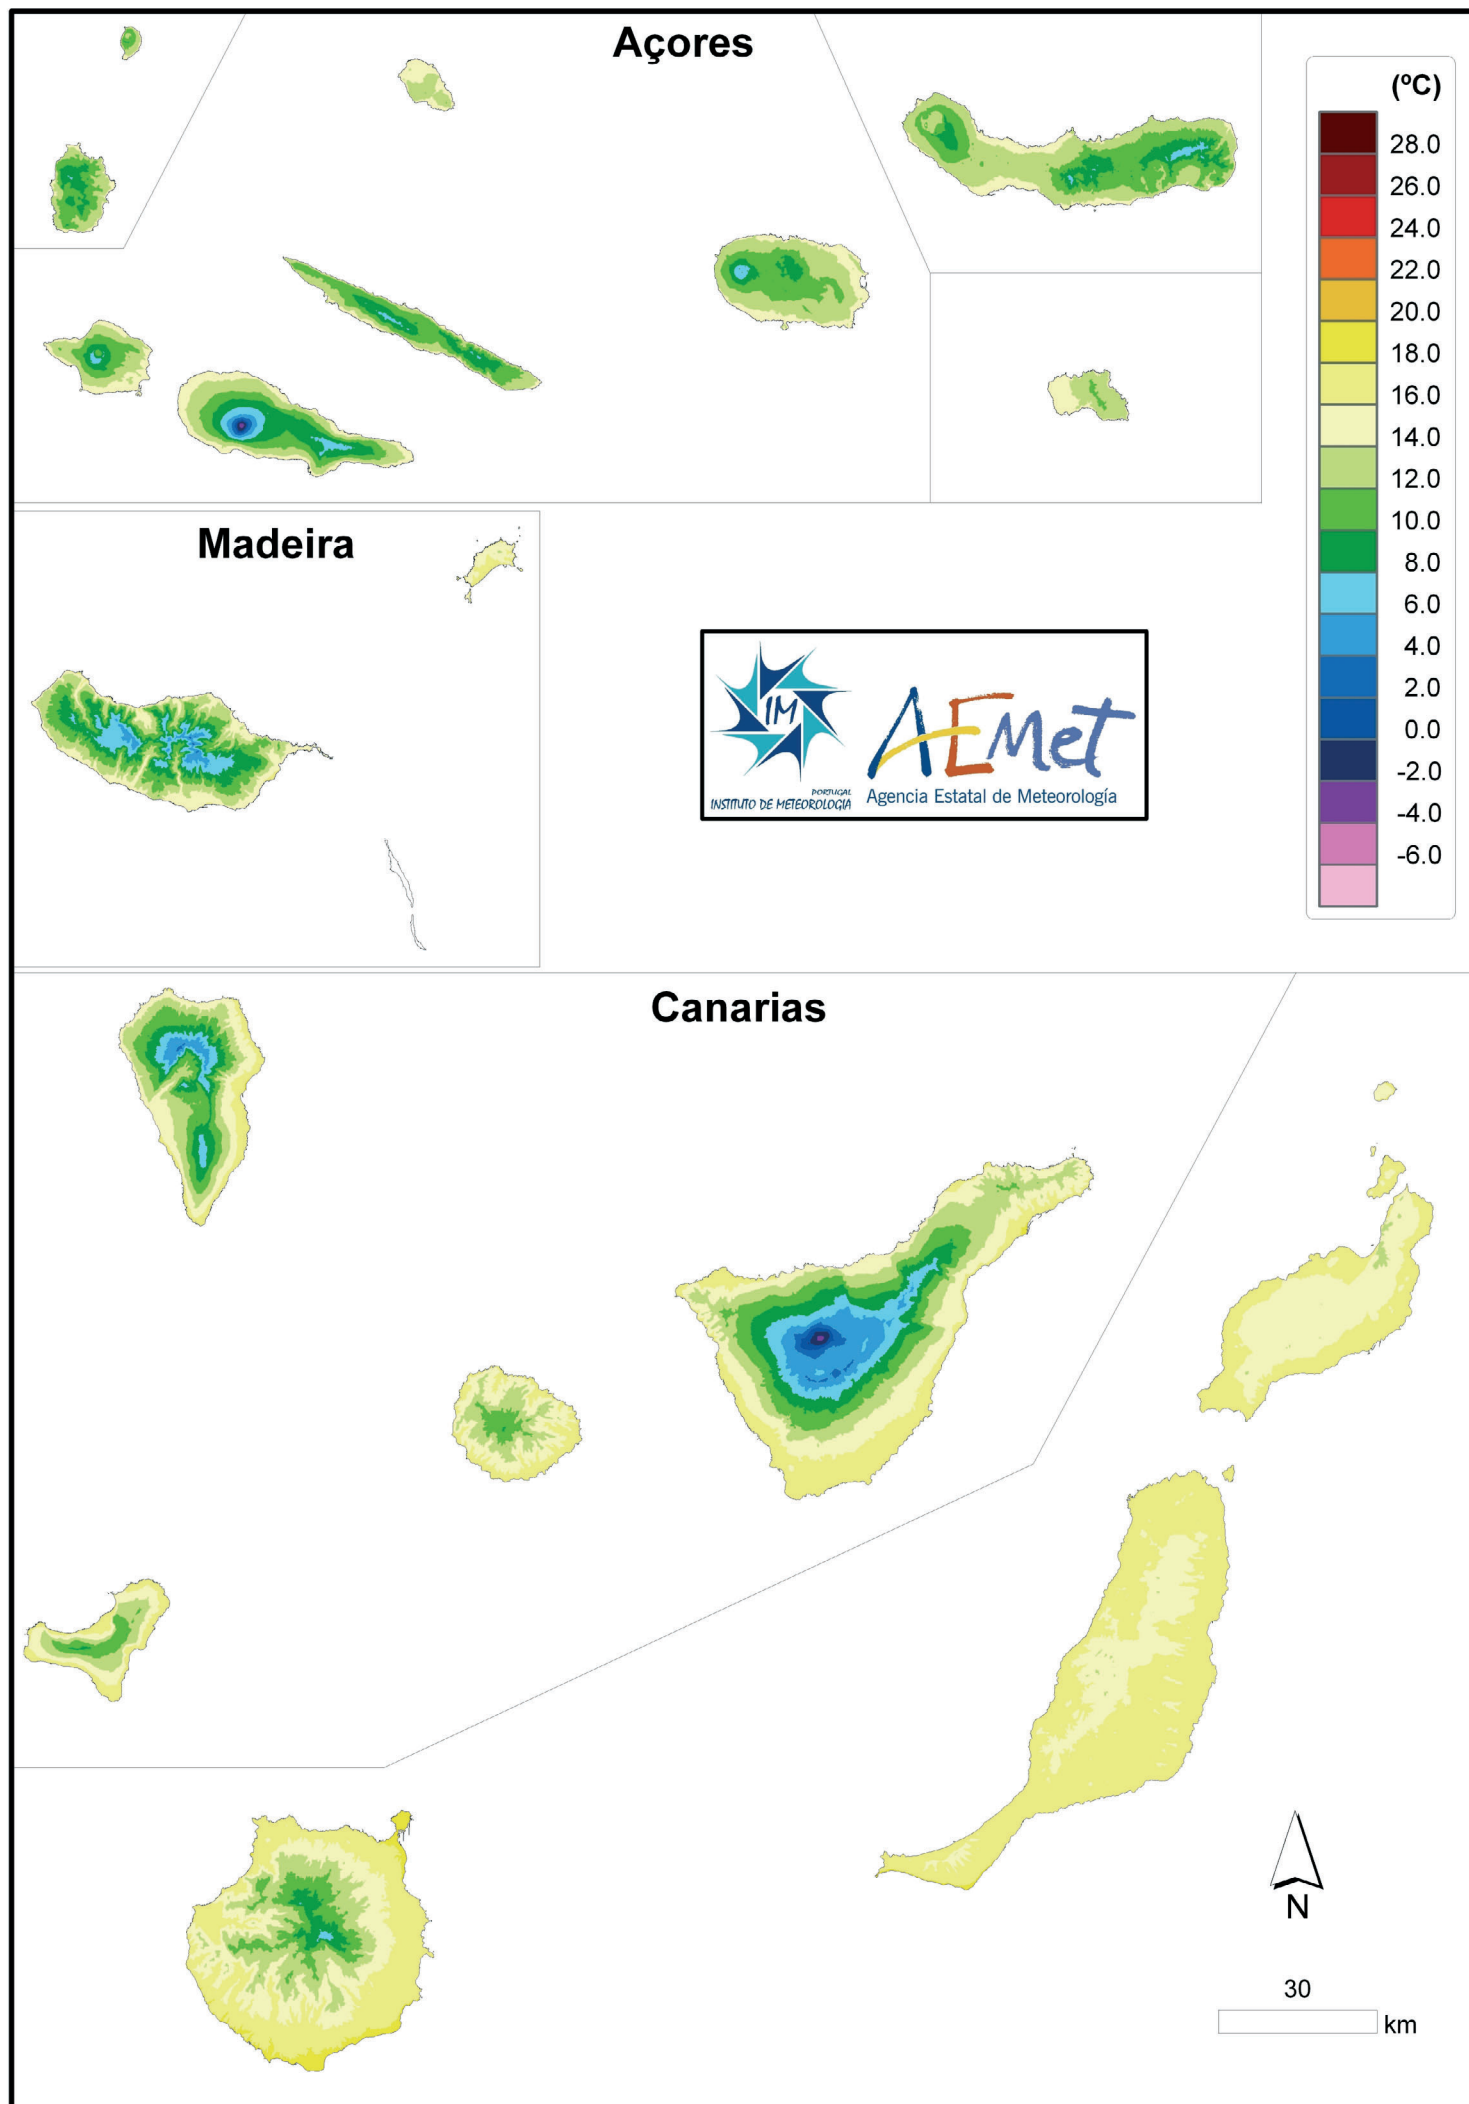 Açores
(ºC)
28.0
26.0
24.0
22.0
20.0
18.0
16.0
14.0
12.0
10.0
8.0
6.0
4.0
2.0
0.0
-2.0
-4.0
-6.0
Madeira
IM
PORTUGAL
INSTITUTO DE METEOROLOGIA
AEMet
Agencia Estatal de Meteorología
Canarias
N
30
km